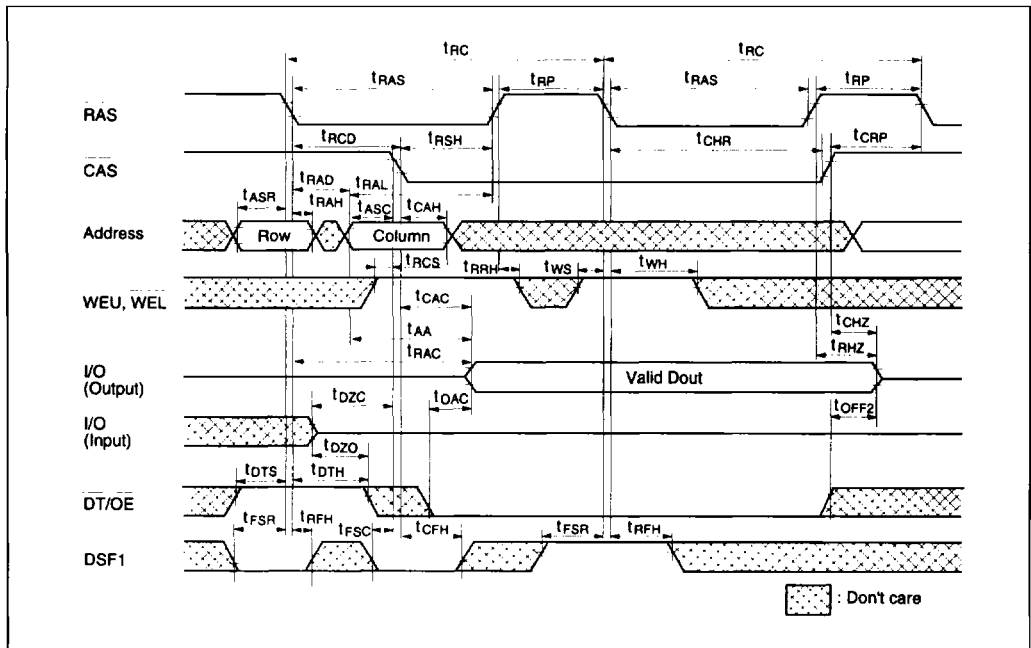 tRC tRC
tRAS tRP tRAS tRP
RAS
tRCD tRSH tCHR tCRP
CAS
tRAD tRAL
tASR tRAH tASC tCAH
Address Row Column
tRCS tRRH tWS tWH
WEU, WEL
tCAC tCHZ
tAA
tRAC tRHZ
I/O
(Output) Valid Dout
tDZC tOAC tOFF2
I/O
(Input)
tDZO
tDTS tDTH
DT/OE
tFSR tRFH tFSC tCFH tFSR tRFH
DSF1
: Don't care